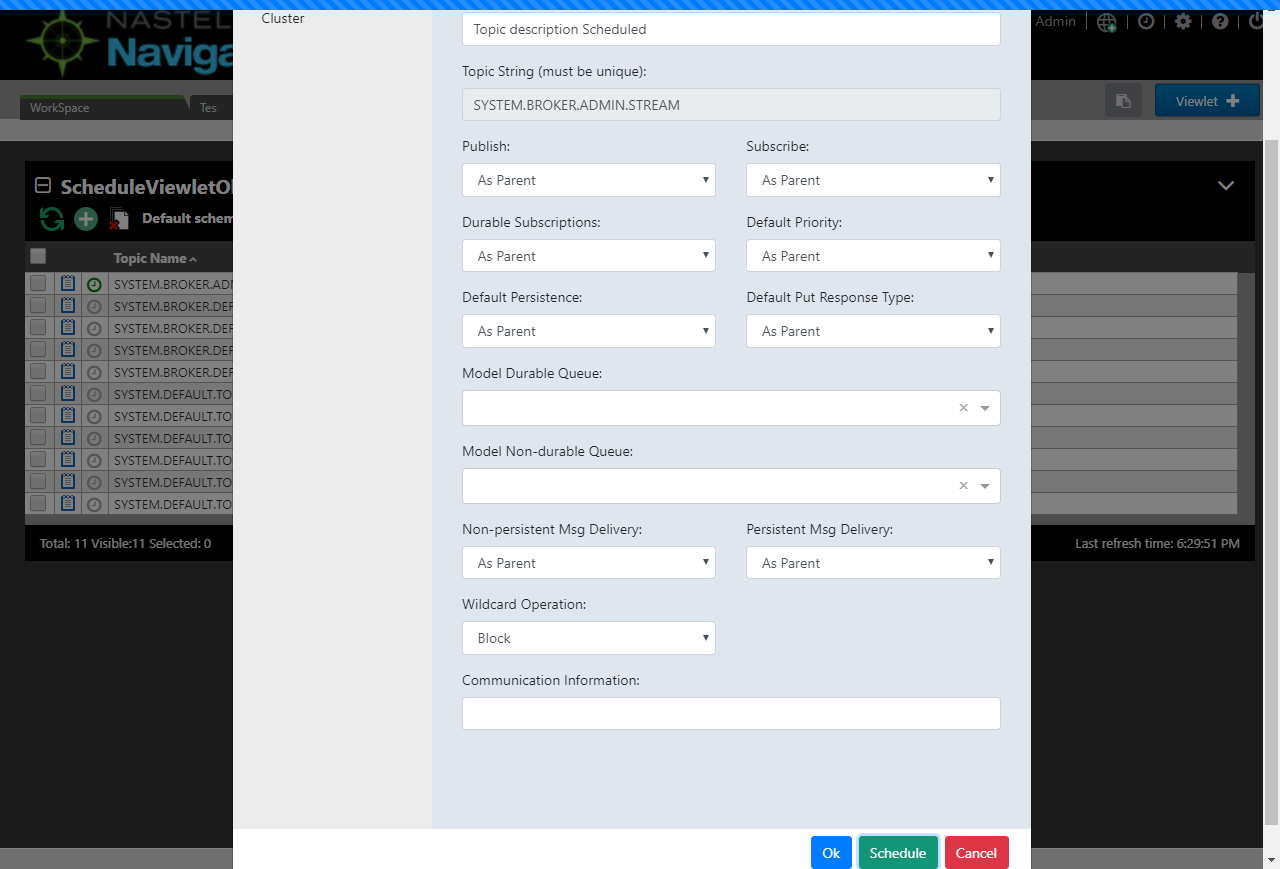 NASTEL
Naviga
Admin
WorkSpace
Tes
Viewlet
ScheduleViewletO
Default schem
Topic Name
SYSTEM.BROKER.ADM
SYSTEM.BROKER.DEF
SYSTEM.BROKER.DEF
SYSTEM.BROKER.DEF
SYSTEM.BROKER.DEF
SYSTEM.DEFAULT.TO
SYSTEM.DEFAULT.TO
SYSTEM.DEFAULT.TO
SYSTEM.DEFAULT.TO
SYSTEM.DEFAULT.TO
SYSTEM.DEFAULT.TO
Total: 11 Visible:11 Selected: 0
Last refresh time: 6:29:51 PM
Cluster
Topic description Scheduled
Topic String (must be unique):
SYSTEM.BROKER.ADMIN.STREAM
Publish:
Subscribe:
As Parent
As Parent
Durable Subscriptions:
Default Priority:
As Parent
As Parent
Default Persistence:
Default Put Response Type:
As Parent
As Parent
Model Durable Queue:
Model Non-durable Queue:
Non-persistent Msg Delivery:
Persistent Msg Delivery:
As Parent
As Parent
Wildcard Operation:
Block
Communication Information:
Ok
Schedule
Cancel